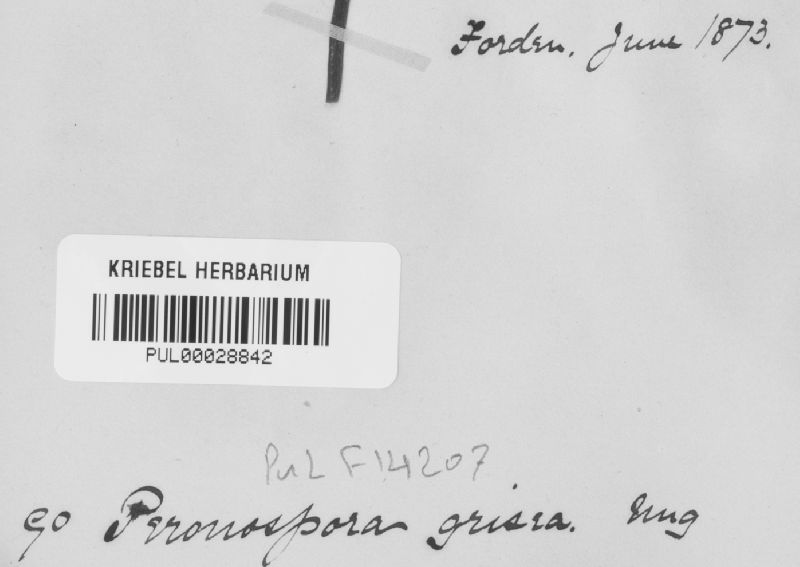 Forden. June 1873.
KRIEBEL HERBARIUM
PUL00028842
PUL F14207
90 Peronospora grisea. Ung